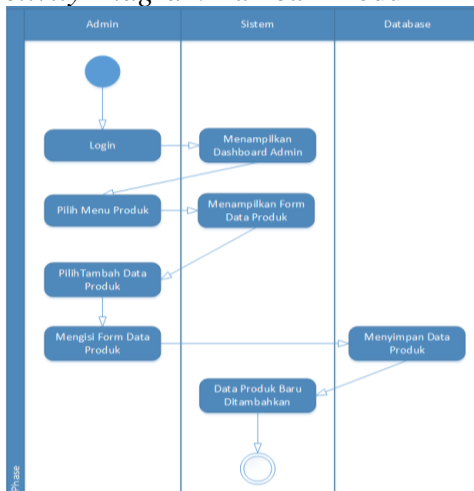 Admin
Sistem
Database
Login
Menampilkan
Dashboard Admin
Pilih Menu Produk
Menampilkan Form
Data Produk
PilihTambah Data
Produk
Mengisi Form Data
Produk
Menyimpan Data
Produk
Data Produk Baru
Ditambahkan
Phase